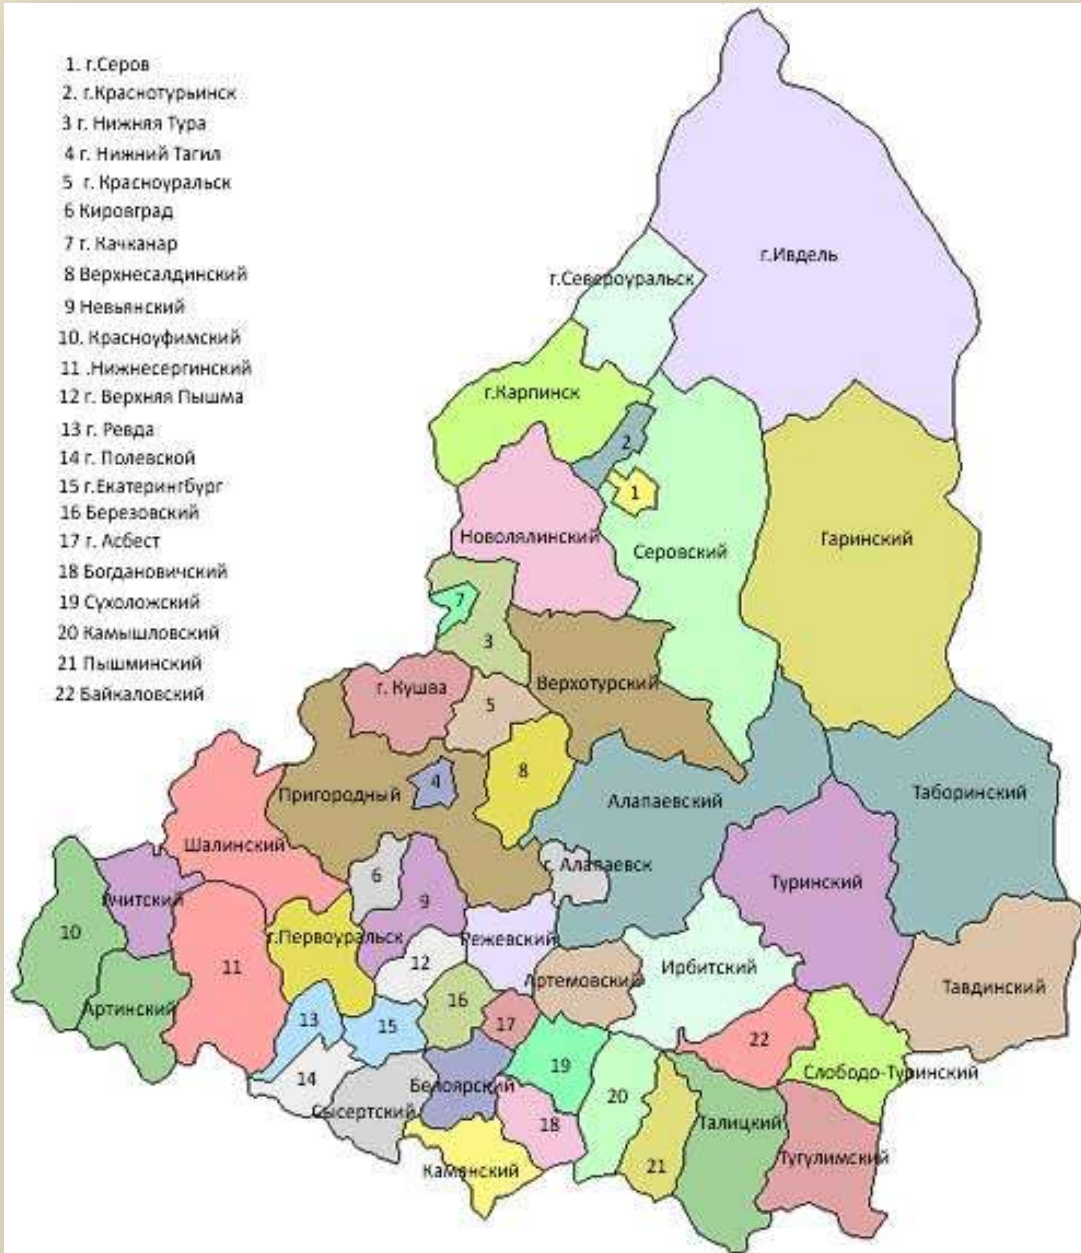 1. г.Серов
2. г.Краснотурьинск
3 г. Нижняя Тура
4 г. Нижний Тагил
5 г. Красноуральск
6 Кировград
7 г. Качканар
8 Верхнесалдинский
9 Невьянский
10. Красноуфимский
11 .Нижнесергинский
12 г. Верхняя Пышма
13 г. Ревда
14 г. Полевской
15 г.Екатерингбург
16 Березовский
17 г. Асбест
18 Богдановичский
19 Сухоложский
20 Камышловский
21 Пышминский
22 Байкаловский
г.Ивдель
г.Североуральск
г.Карпинск
2
1
Новолялинский
Серовский
Гаринский
7
3
г. Кушва
Верхотурский
5
8
4
Пригородный
Алапаевский
Таборинский
Шалинский
6
г. Алапаевск
Туринский
Ачитский
9
10
г.Первоуральск
Режевский
12
11
Артемовский
Ирбитский
Тавдинский
Артинский
16
13
15
17
22
19
Слободо-Туринский
14
Белоярский
20
Сысертский
18
Талицкий
Каменский
21
Тугулимский